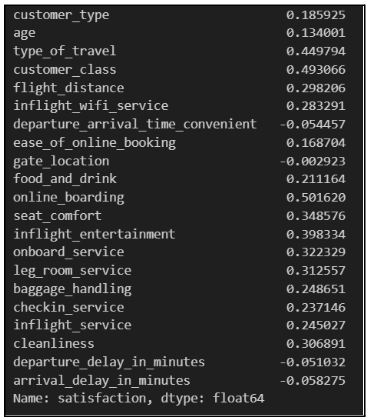 customer_type 0.185925
age 0.134001
type_of_travel 0.449794
customer_class 0.493066
flight_distance 0.298206
inflight_wifi_service 0.283291
departure_arrival_time_convenient -0.054457
ease_of_online_booking 0.168704
gate_location -0.002923
food_and_drink 0.211164
online_boarding 0.501620
seat_comfort 0.348576
inflight_entertainment 0.398334
onboard_service 0.322329
leg_room_service 0.312557
baggage_handling 0.248651
checkin_service 0.237146
inflight_service 0.245027
cleanliness 0.306891
departure_delay_in_minutes -0.051032
arrival_delay_in_minutes -0.058275
Name: satisfaction, dtype: float64